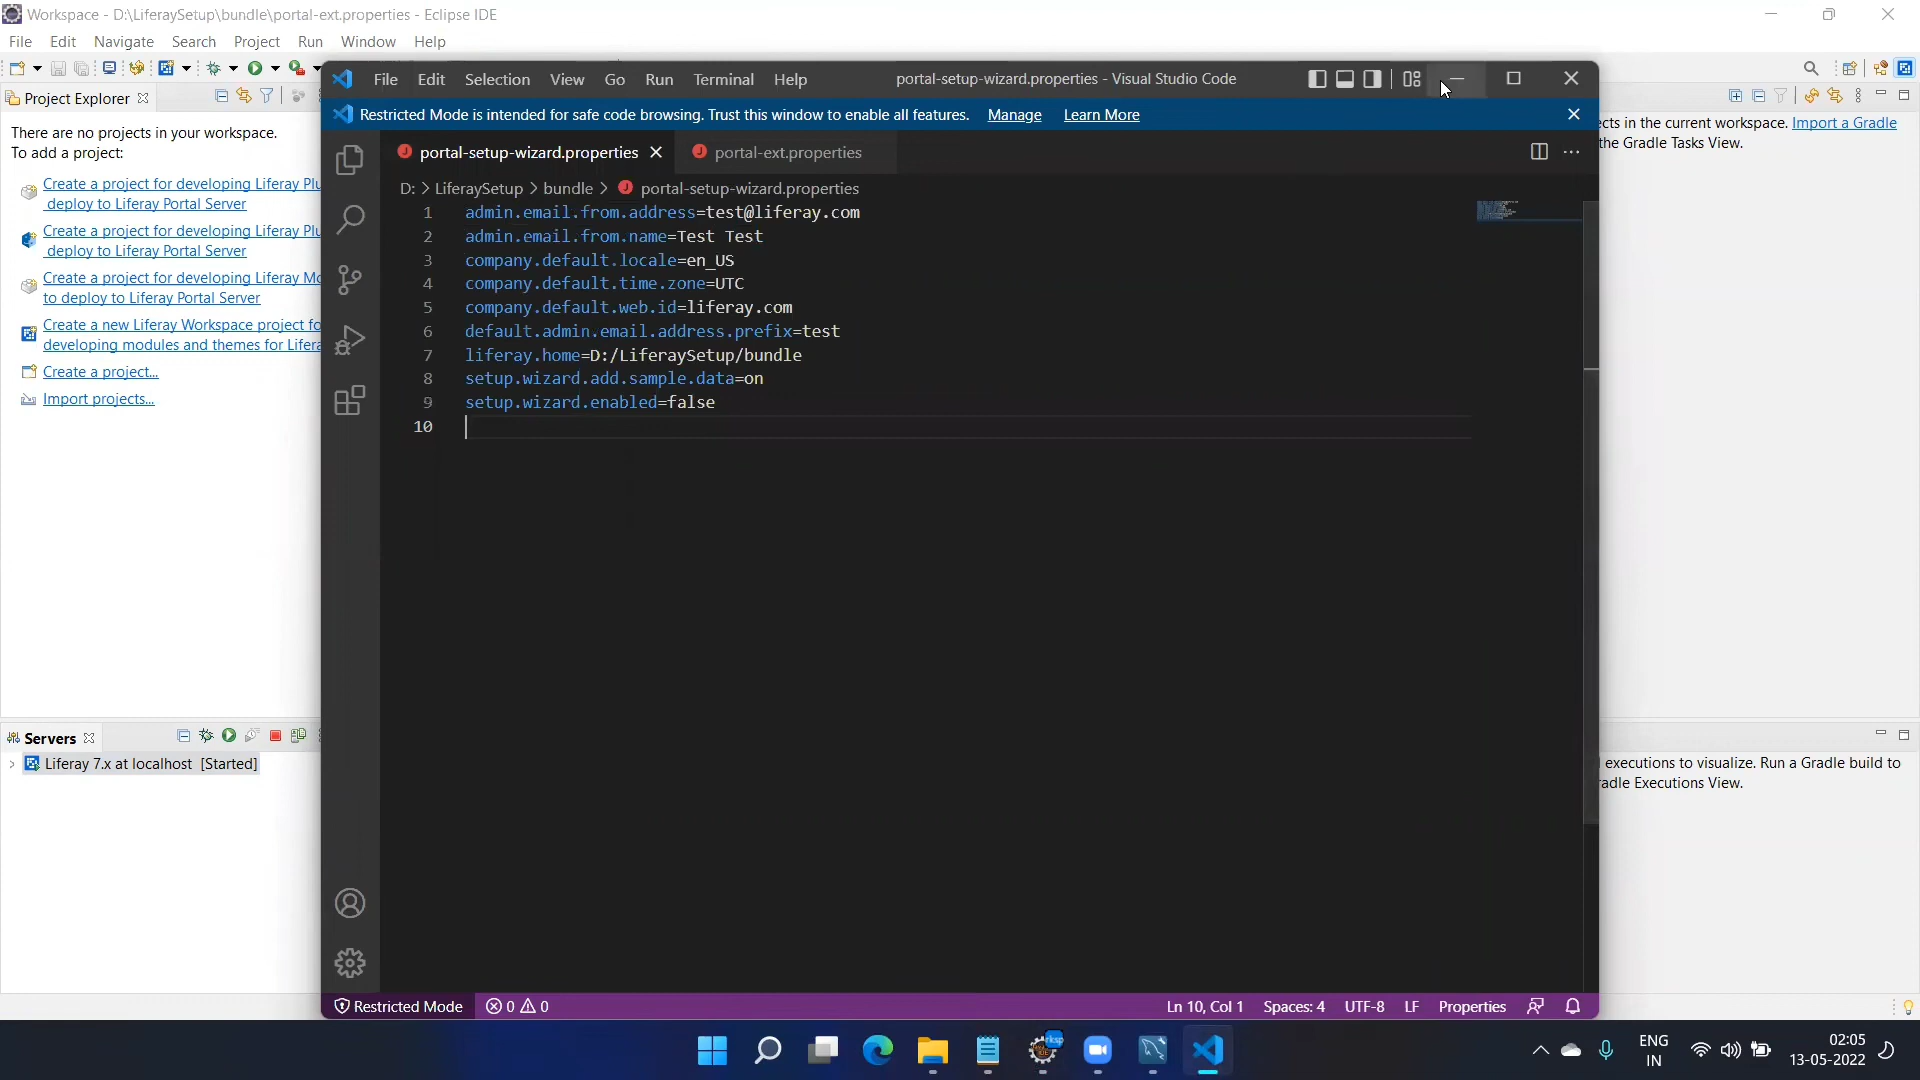 Workspace - D:\LiferaySetup\bundle\portal-ext.properties - Eclipse IDE
File Edit Navigate Search Project Run Window Help
Project Explorer
There are no projects in your workspace.
To add a project:
Create a project for developing Liferay Plu
deploy to Liferay Portal Server
Create a project for developing Liferay Plu
deploy to Liferay Portal Server
Create a project for developing Liferay Mo
to deploy to Liferay Portal Server
Create a new Liferay Workspace project fo
developing modules and themes for Lifera
Create a project...
Import projects...
Servers
Liferay 7.x at localhost [Started]
File Edit Selection View Go Run Terminal Help
portal-setup-wizard.properties - Visual Studio Code
Restricted Mode is intended for safe code browsing. Trust this window to enable all features. Manage Learn More
portal-setup-wizard.properties
portal-ext.properties
D: > LiferaySetup > bundle > portal-setup-wizard.properties
1 admin.email.from.address=test@liferay.com
2 admin.email.from.name=Test Test
3 company.default.locale=en_US
4 company.default.time.zone=UTC
5 company.default.web.id=liferay.com
6 default.admin.email.address.prefix=test
7 liferay.home=D:/LiferaySetup/bundle
8 setup.wizard.add.sample.data=on
9 setup.wizard.enabled=false
10
Restricted Mode 0 0 Ln 10, Col 1 Spaces: 4 UTF-8 LF Properties
ects in the current workspace. Import a Gradle
the Gradle Tasks View.
executions to visualize. Run a Gradle build to
radle Executions View.
ENG
IN
02:05
13-05-2022